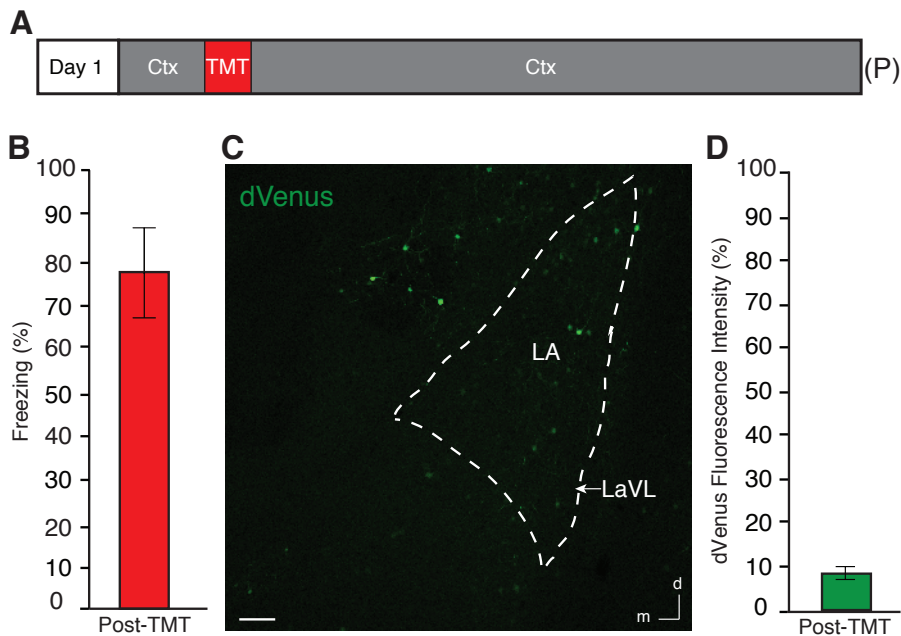 A
Day 1 Ctx TMT Ctx (P)
B
Freezing (%)
100
90
80
70
60
50
40
30
20
10
0
Post-TMT
C
dVenus
LA
LaVL
d
m
D
dVenus Fluorescence Intensity (%)
100
90
80
70
60
50
40
30
20
10
0
Post-TMT